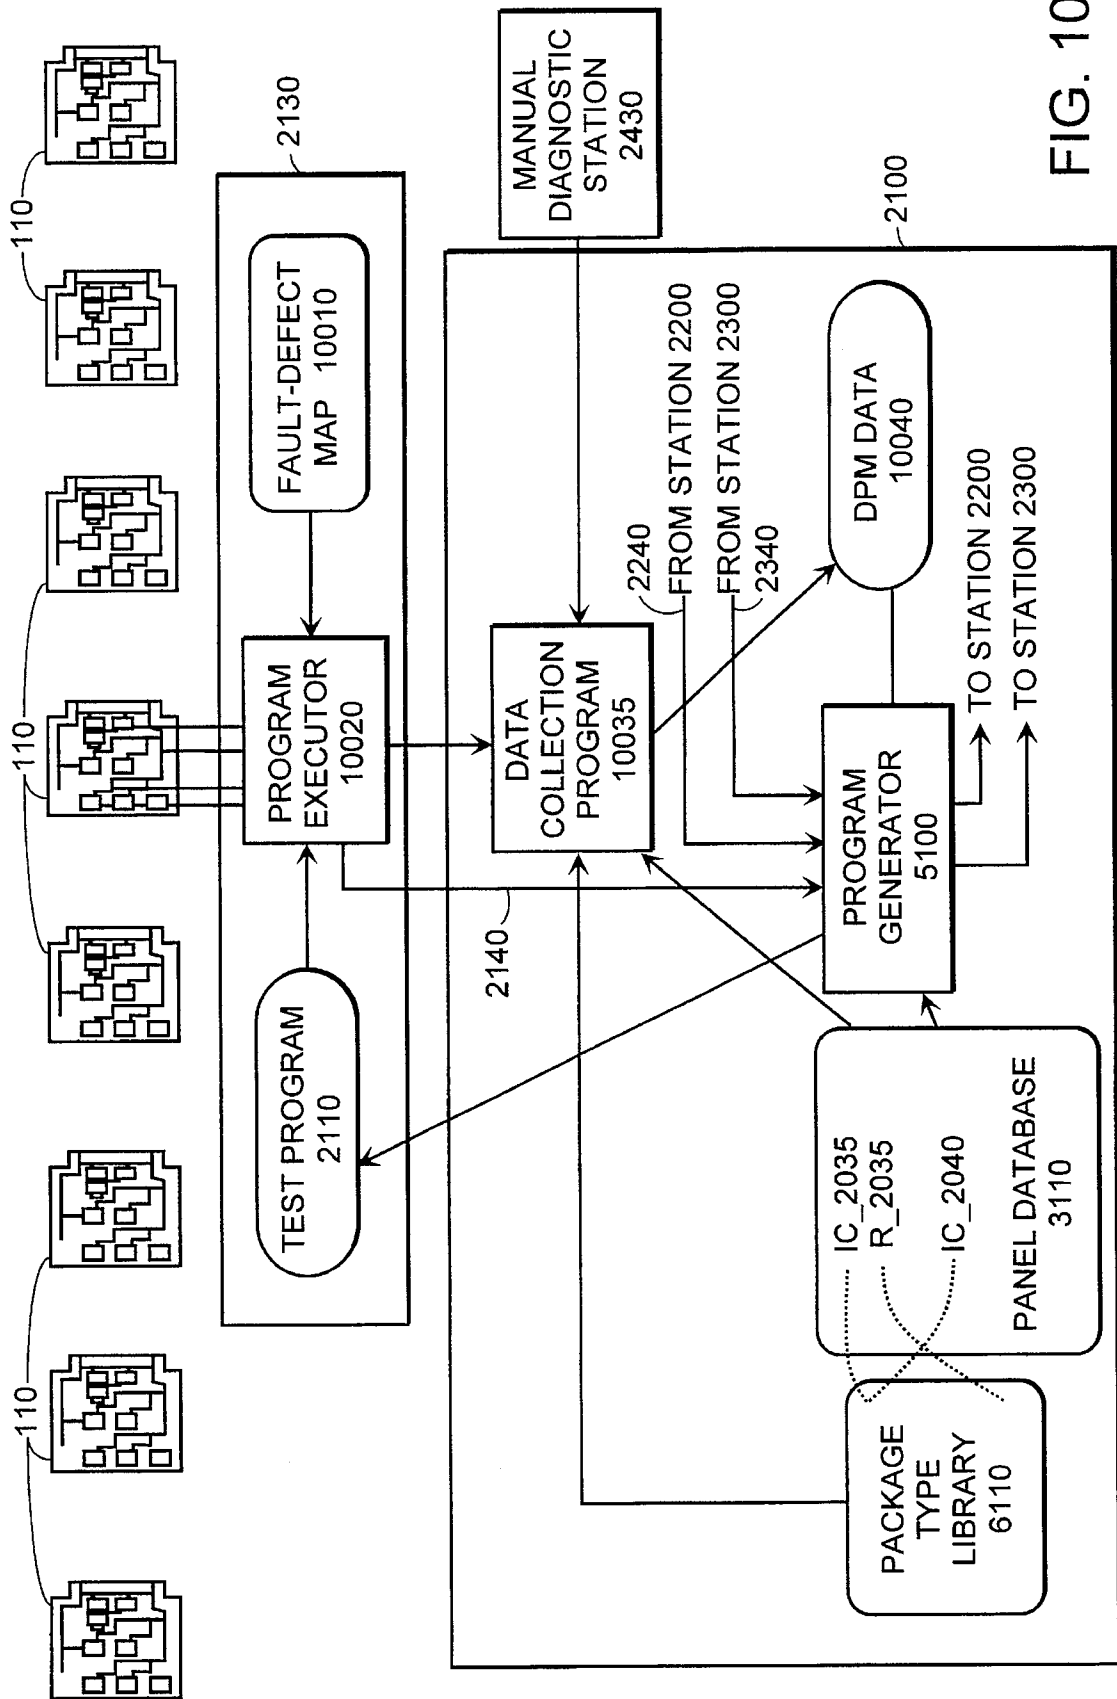 110
110
110
110
2130
TEST PROGRAM
2110
PROGRAM
EXECUTOR
10020
FAULT-DEFECT
MAP 10010
MANUAL
DIAGNOSTIC
STATION
2430
2140
DATA
COLLECTION
PROGRAM
10035
2240
FROM STATION 2200
FROM STATION 2300
2340
2100
PACKAGE
TYPE
LIBRARY
6110
IC_2035
R_2035
IC_2040
PANEL DATABASE
3110
PROGRAM
GENERATOR
5100
DPM DATA
10040
TO STATION 2200
TO STATION 2300
FIG. 10